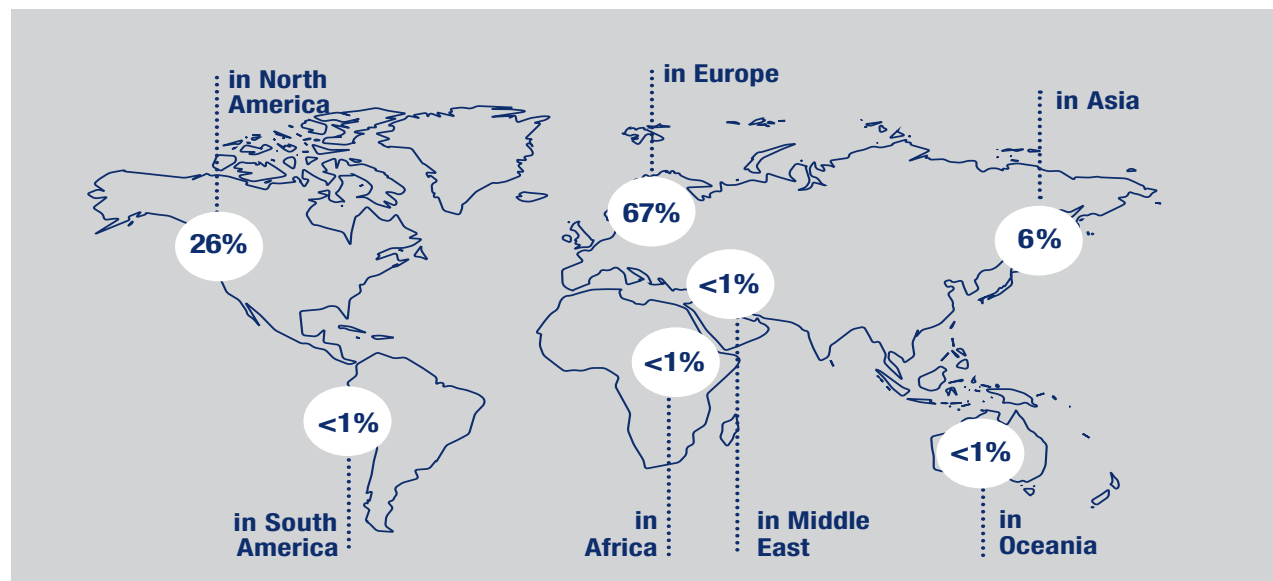 in North
America
26%
in Europe
67%
in Asia
6%
<1%
<1%
<1%
<1%
in South
America
in
Africa
in Middle
East
in
Oceania